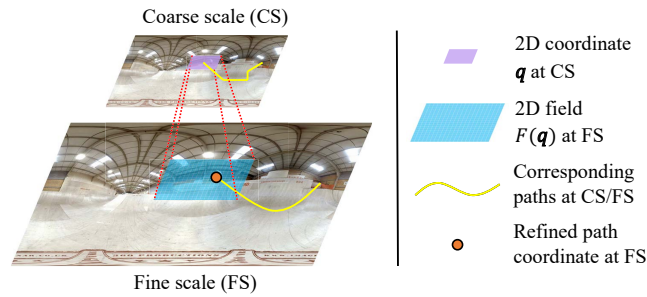 Coarse scale (CS)
Fine scale (FS)
2D coordinate
q at CS
2D field
F(q) at FS
Corresponding
paths at CS/FS
Refined path
coordinate at FS